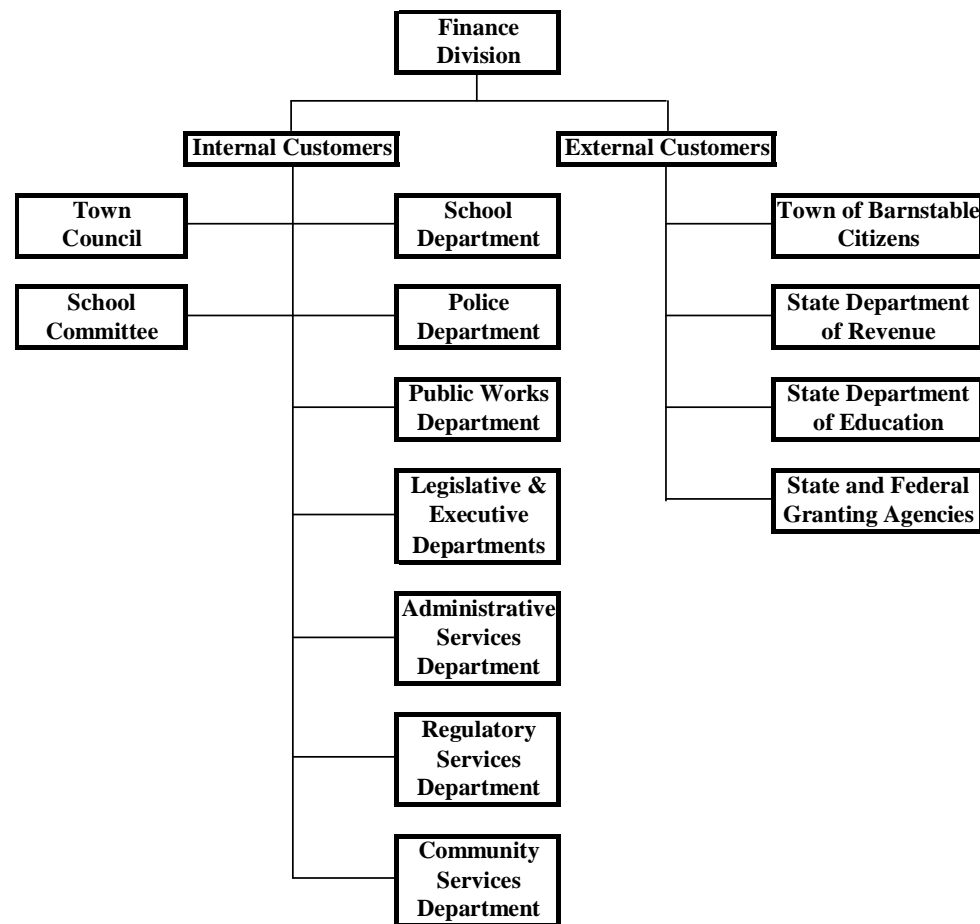 Finance
Division
Internal Customers
External Customers
Town
Council
School
Department
Town of Barnstable
Citizens
School
Committee
Police
Department
State Department
of Revenue
Public Works
Department
State Department
of Education
Legislative &
Executive
Departments
State and Federal
Granting Agencies
Administrative
Services
Department
Regulatory
Services
Department
Community
Services
Department